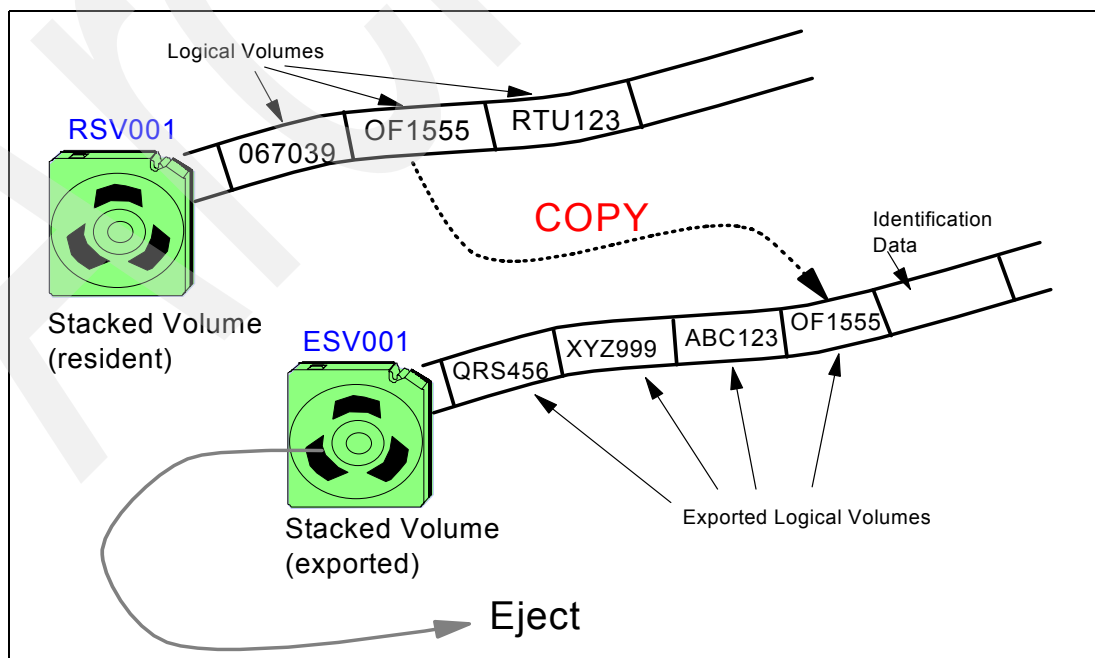 Logical Volumes
RSV001
067039
OF1555
RTU123
COPY
Identification
Data
Stacked Volume
(resident)
ESV001
QRS456
XYZ999
ABC123
OF1555
Exported Logical Volumes
Stacked Volume
(exported)
Eject